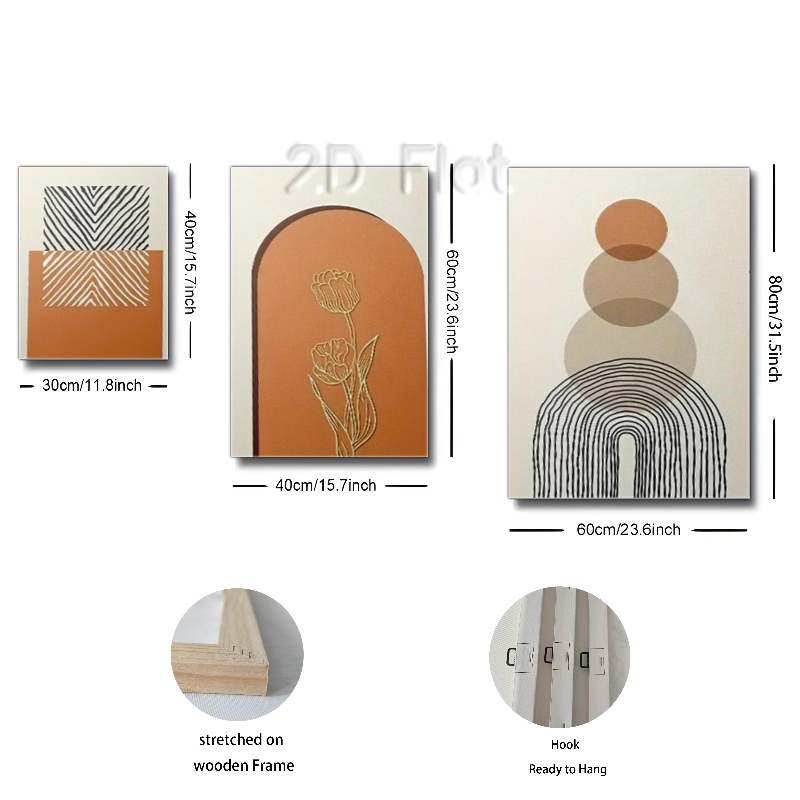 2D Flat
40cm/15.7inch
30cm/11.8inch
60cm/23.6inch
40cm/15.7inch
80cm/31.5inch
60cm/23.6inch
stretched on
wooden Frame
Hook
Ready to Hang